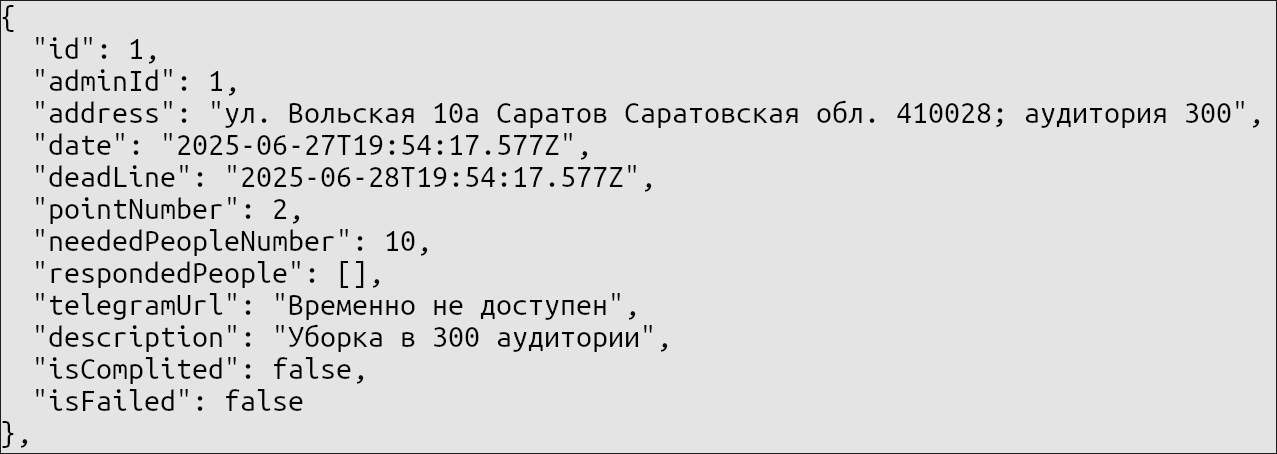 {
  "id": 1,
  "adminId": 1,
  "address": "ул. Вольская 10а Саратов Саратовская обл. 410028; аудитория 300",
  "date": "2025-06-27T19:54:17.577Z",
  "deadLine": "2025-06-28T19:54:17.577Z",
  "pointNumber": 2,
  "neededPeopleNumber": 10,
  "respondedPeople": [],
  "telegramUrl": "Временно не доступен",
  "description": "Уборка в 300 аудитории",
  "isComplited": false,
  "isFailed": false
},